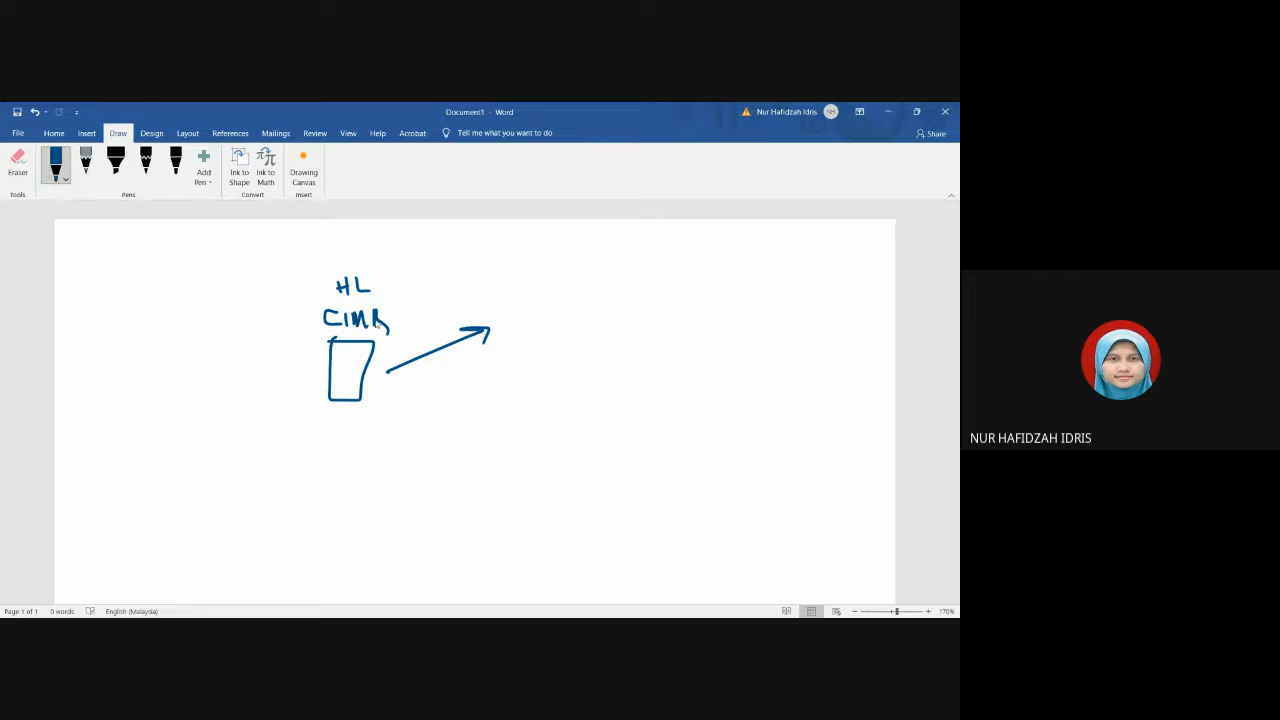 Document1 - Word
Nur Hafidzah Idris
NH
File
Home
Insert
Draw
Design
Layout
References
Mailings
Review
View
Help
Acrobat
Tell me what you want to do
Share
Eraser
Add
Pen
Ink to
Shape
Ink to
Math
Drawing
Canvas
Tools
Pens
Convert
Insert
HL
NUR HAFIDZAH IDRIS
Page 1 of 1
0 words
English (Malaysia)
170%